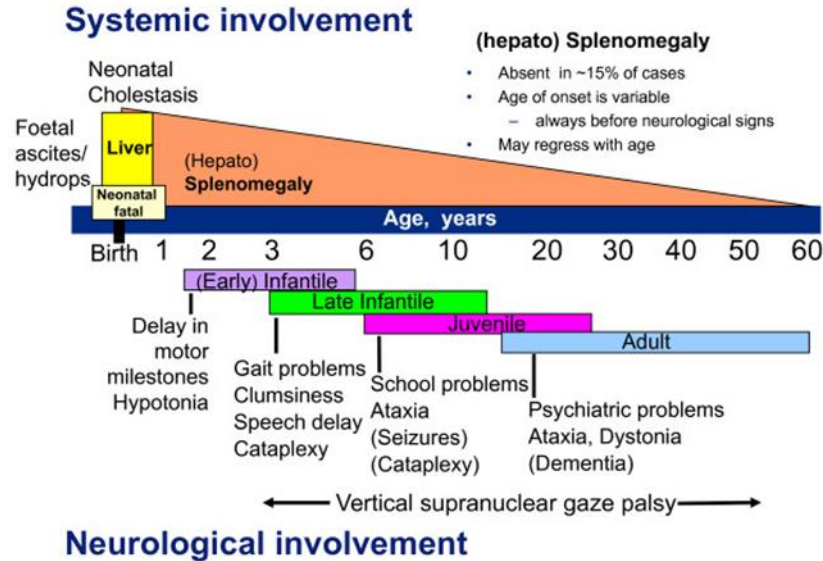 Systemic involvement
(hepato) Splenomegaly
• Absent in ~15% of cases
• Age of onset is variable
– always before neurological signs
• May regress with age
Neonatal
Cholestasis
Foetal
ascites/
hydrops
Liver
(Hepato)
Splenomegaly
Neonatal
fatal
Age, years
Birth 1 2 3 6 10 20 30 40 50 60
(Early) Infantile
Late Infantile
Juvenile
Adult
Delay in
motor
milestones
Hypotonia
Gait problems
Clumsiness
Speech delay
Cataplexy
School problems
Ataxia
(Seizures)
(Cataplexy)
Psychiatric problems
Ataxia, Dystonia
(Dementia)
Vertical supranuclear gaze palsy
Neurological involvement